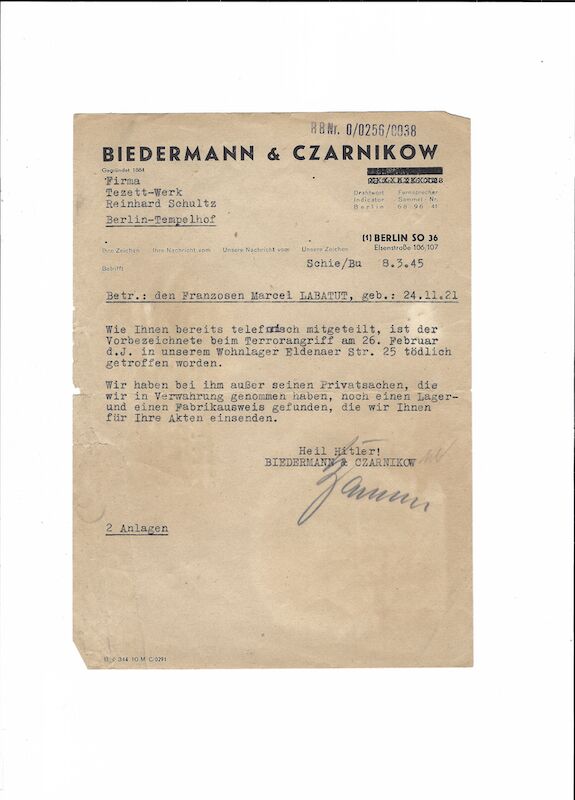 RBNr. 0/0256/0038
BIEDERMANN & CZARNIKOW
Gegründet 1884
Firma
Tezett-Werk
Reinhard Schultz
Berlin-Tempelhof
Drahtwort Fernsprecher
Indicator Sammel-Nr.
Berlin 68 96 41
(1) BERLIN SO 36
Elsenstraße 106/107
Ihre Zeichen Ihre Nachricht vom Unsere Nachricht vom Unsere Zeichen
Schie/Bu 8.3.45
Betrifft
Betr.: den Franzosen Marcel LABATUT, geb.: 24.11.21
Wie Ihnen bereits telefonisch mitgeteilt, ist der
Vorbezeichnete beim Terrorangriff am 26. Februar
d.J. in unserem Wohnlager Eldenaer Str. 25 tödlich
getroffen worden.
Wir haben bei ihm außer seinen Privatsachen, die
wir in Verwahrung genommen haben, noch einen Lager-
und einen Fabrikausweis gefunden, die wir Ihnen
für Ihre Akten einsenden.
Heil Hitler!
BIEDERMANN & CZARNIKOW
2 Anlagen